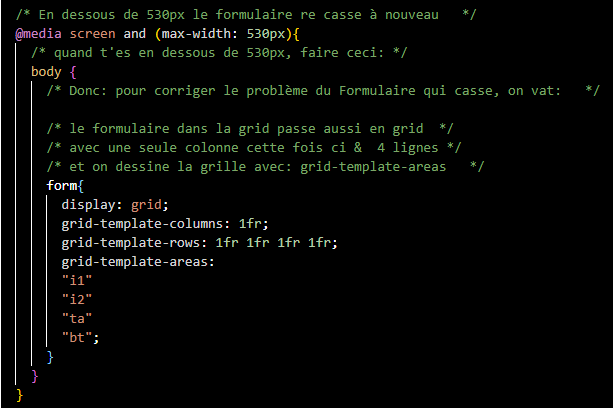 /* En dessous de 530px le formulaire re casse à nouveau   */
@media screen and (max-width: 530px){
/* quand t'es en dessous de 530px, faire ceci: */
body {
/* Donc: pour corriger le problème du Formulaire qui casse, on vat:   */
/* le formulaire dans la grid passe aussi en grid  */
/* avec une seule colonne cette fois ci &  4 lignes */
/* et on dessine la grille avec: grid-template-areas   */
form{
display: grid;
grid-template-columns: 1fr;
grid-template-rows: 1fr 1fr 1fr 1fr;
grid-template-areas:
"i1"
"i2"
"ta"
"bt";
}
}
}